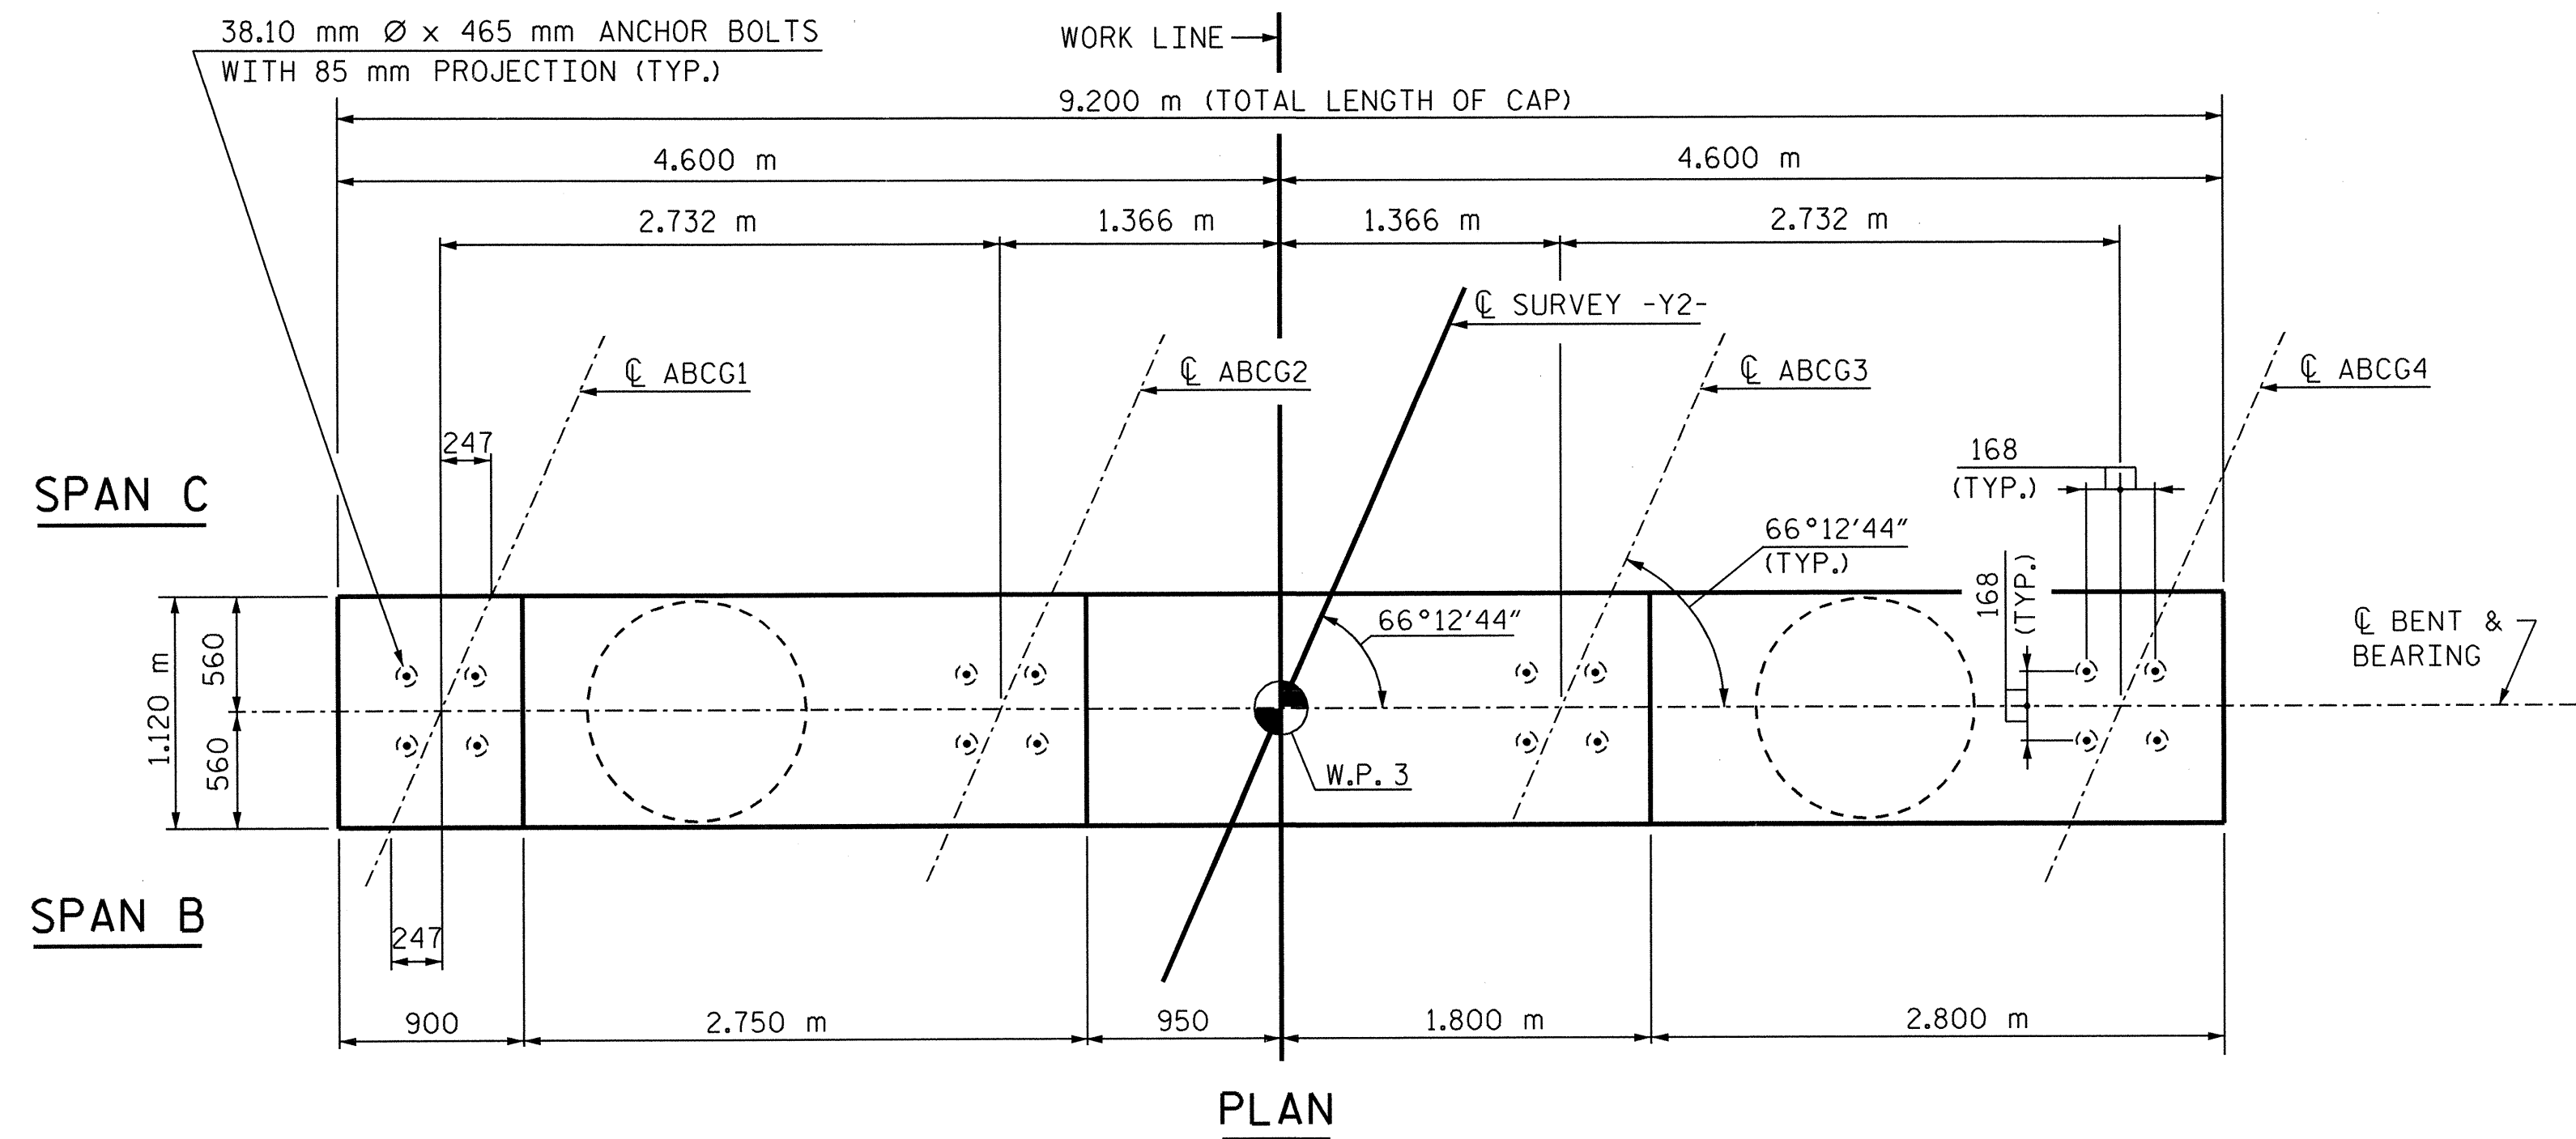 38.10 mm Ø x 465 mm ANCHOR BOLTS
WITH 85 mm PROJECTION (TYP.)
WORK LINE
9.200 m (TOTAL LENGTH OF CAP)
4.600 m
4.600 m
2.732 m
1.366 m
1.366 m
2.732 m
℄ SURVEY -Y2-
℄ ABCG1
℄ ABCG2
℄ ABCG3
℄ ABCG4
247
168
(TYP.)
SPAN C
66°12'44"
(TYP.)
168
(TYP.)
66°12'44"
℄ BENT &
BEARING
560
1.120 m
560
W.P. 3
SPAN B
247
900
2.750 m
950
1.800 m
2.800 m
PLAN